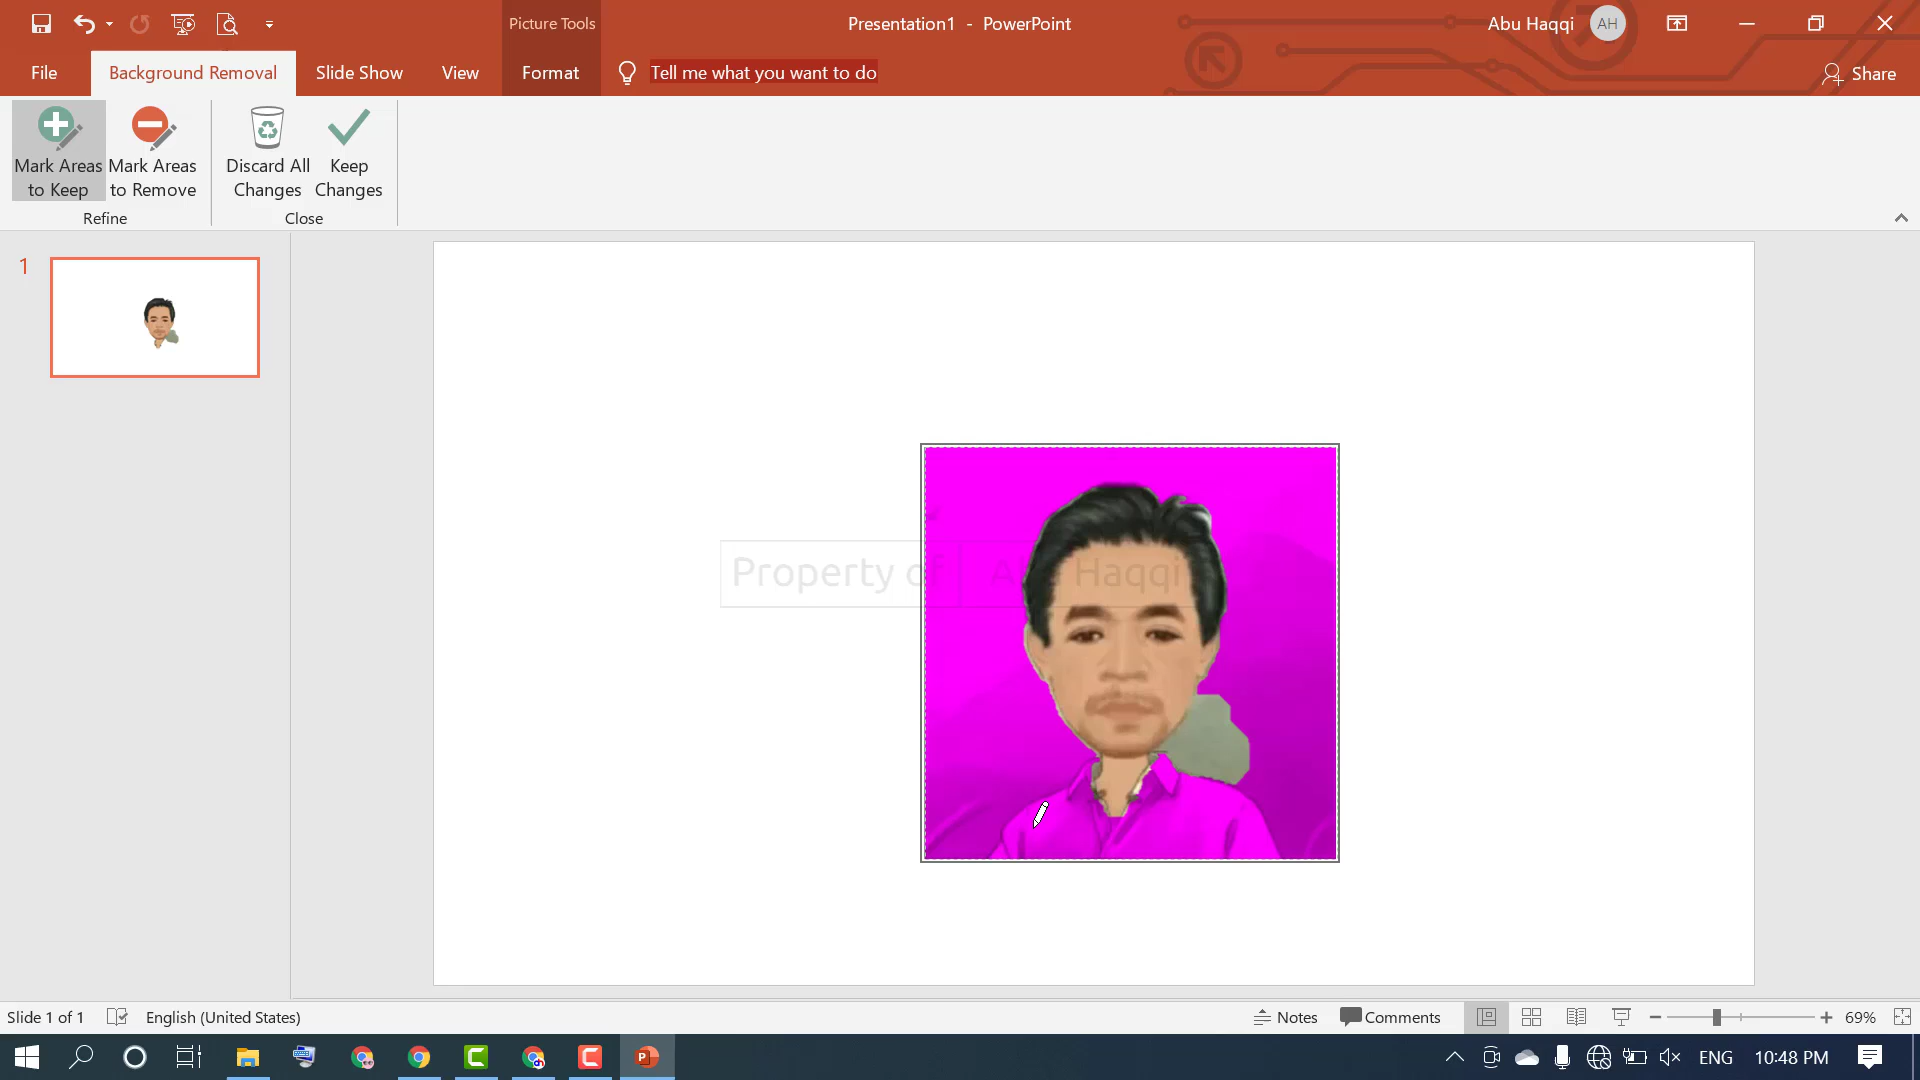 Picture Tools
Presentation1 - PowerPoint
Abu Haqqi
AH
File
Background Removal
Slide Show
View
Format
Tell me what you want to do
Share
Mark Areas to Keep
Mark Areas to Remove
Discard All Changes
Keep Changes
Refine
Close
1
Property of Abu Haqqi
Slide 1 of 1
English (United States)
Notes
Comments
69%
ENG
10:48 PM